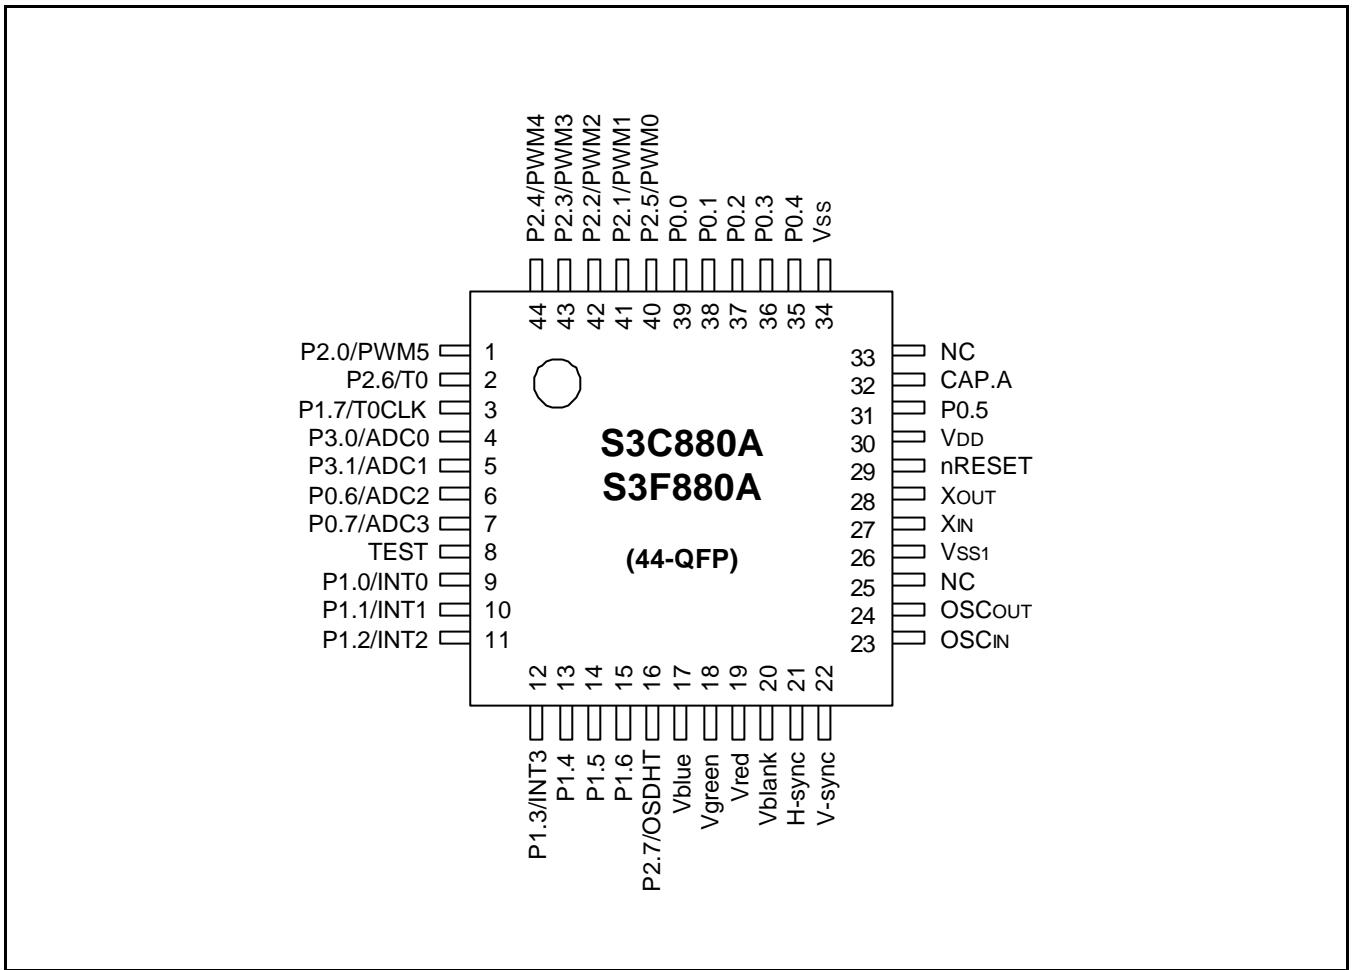 P2.4/PWM4
P2.3/PWM3
P2.2/PWM2
P2.1/PWM1
P2.5/PWM0
P0.0
P0.1
P0.2
P0.3
P0.4
VSS
44
43
42
41
40
39
38
37
36
35
34
P2.0/PWM5 1
P2.6/T0 2
P1.7/T0CLK 3
P3.0/ADC0 4
P3.1/ADC1 5
P0.6/ADC2 6
P0.7/ADC3 7
TEST 8
P1.0/INT0 9
P1.1/INT1 10
P1.2/INT2 11
S3C880A
S3F880A
(44-QFP)
33 NC
32 CAP.A
31 P0.5
30 VDD
29 nRESET
28 XOUT
27 XIN
26 VSS1
25 NC
24 OSCOUT
23 OSCIN
12
13
14
15
16
17
18
19
20
21
22
P1.3/INT3
P1.4
P1.5
P1.6
P2.7/OSDHT
Vblue
Vgreen
Vred
Vblank
H-sync
V-sync